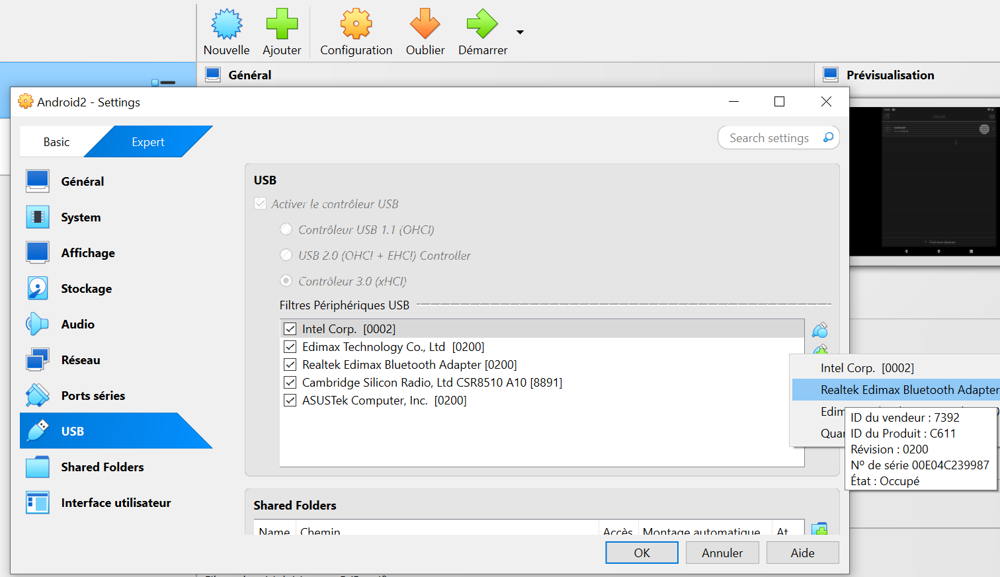 Nouvelle
Ajouter
Configuration
Oublier
Démarrer
Général
Prévisualisation
Android2 - Settings
Basic
Expert
Search settings
Général
System
Affichage
Stockage
Audio
Réseau
Ports séries
USB
Shared Folders
Interface utilisateur
USB
Activer le contrôleur USB
Contrôleur USB 1.1 (OHCI)
USB 2.0 (OHCI + EHCI) Controller
Contrôleur 3.0 (xHCI)
Filtres Périphériques USB
Intel Corp. [0002]
Edimax Technology Co., Ltd [0200]
Realtek Edimax Bluetooth Adapter [0200]
Cambridge Silicon Radio, Ltd CSR8510 A10 [8891]
ASUSTek Computer, Inc. [0200]
Intel Corp. [0002]
Realtek Edimax Bluetooth Adapter
ID du vendeur : 7392
ID du Produit : C611
Révision : 0200
Nº de série 00E04C239987
État : Occupé
Shared Folders
Name Chemin Accès Montage automatique At
OK
Annuler
Aide